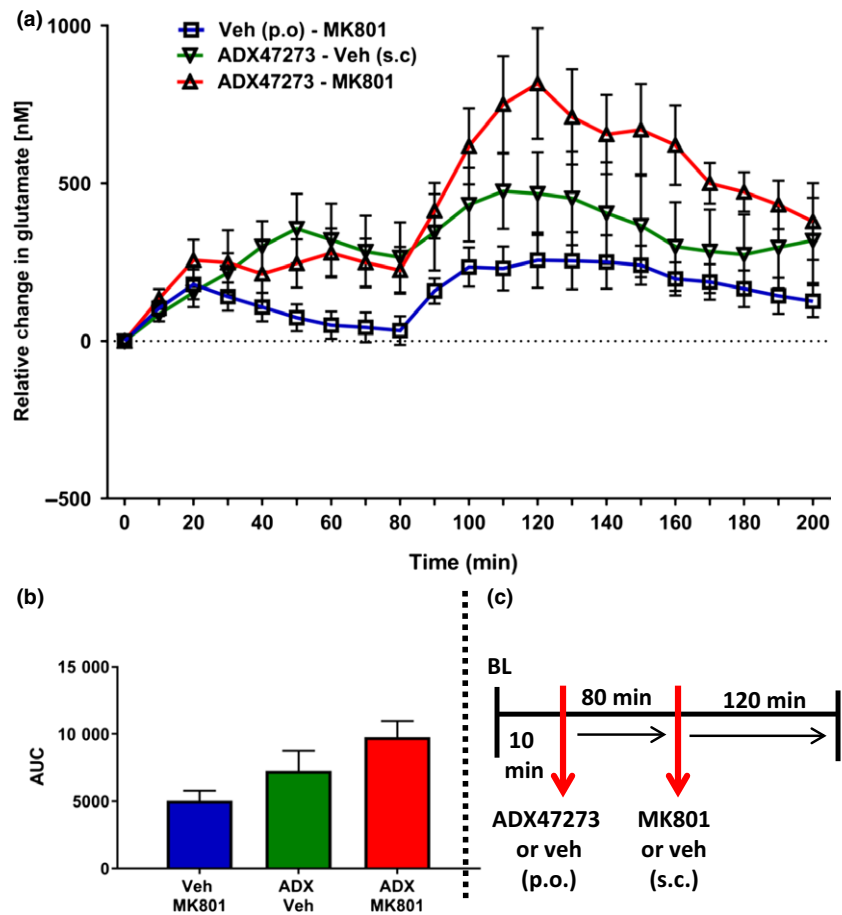 (a)
Veh (p.o) - MK801
ADX47273 - Veh (s.c)
ADX47273 - MK801
Relative change in glutamate [nM]
1000
500
0
–500
0 20 40 60 80 100 120 140 160 180 200
Time (min)
(b)
AUC
15 000
10 000
5000
0
Veh
MK801
ADX
Veh
ADX
MK801
(c)
BL
80 min
120 min
10
min
ADX47273
or veh
(p.o.)
MK801
or veh
(s.c.)